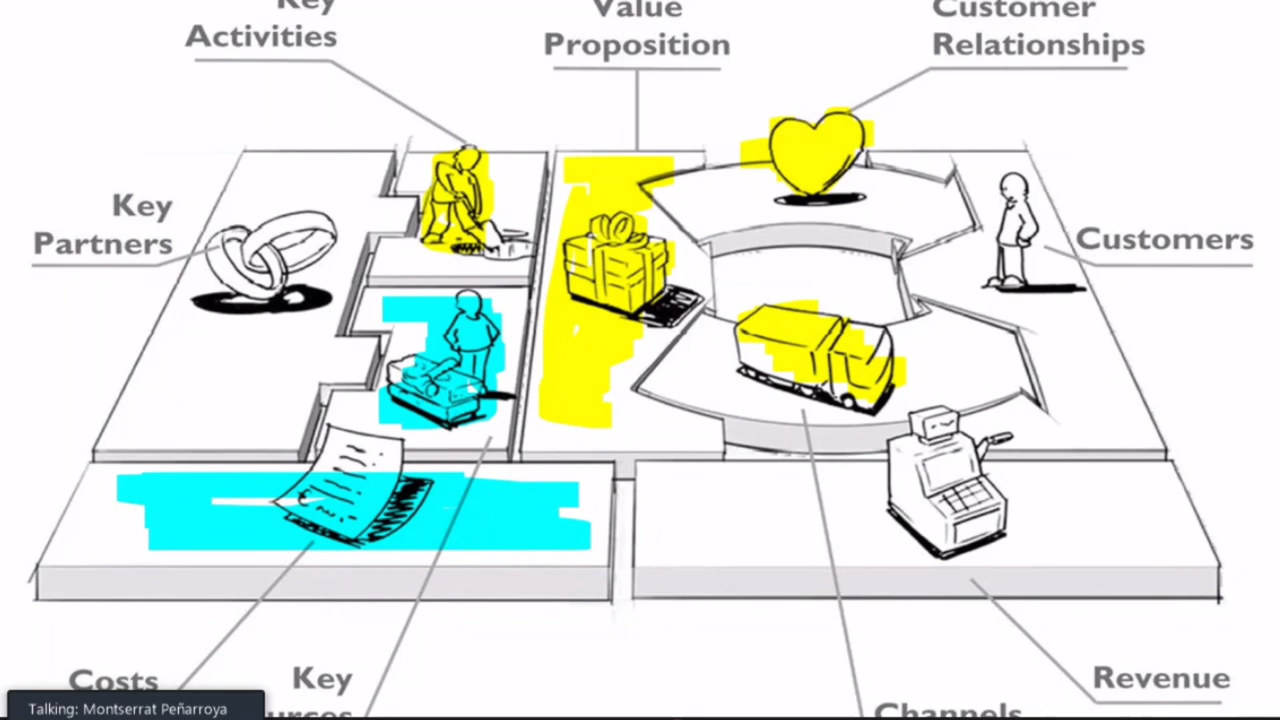 Key
Activities
Value
Proposition
Customer
Relationships
Key
Partners
Customers
Costs
Key
Revenue
Channels
Talking: Montserrat Peñarroya